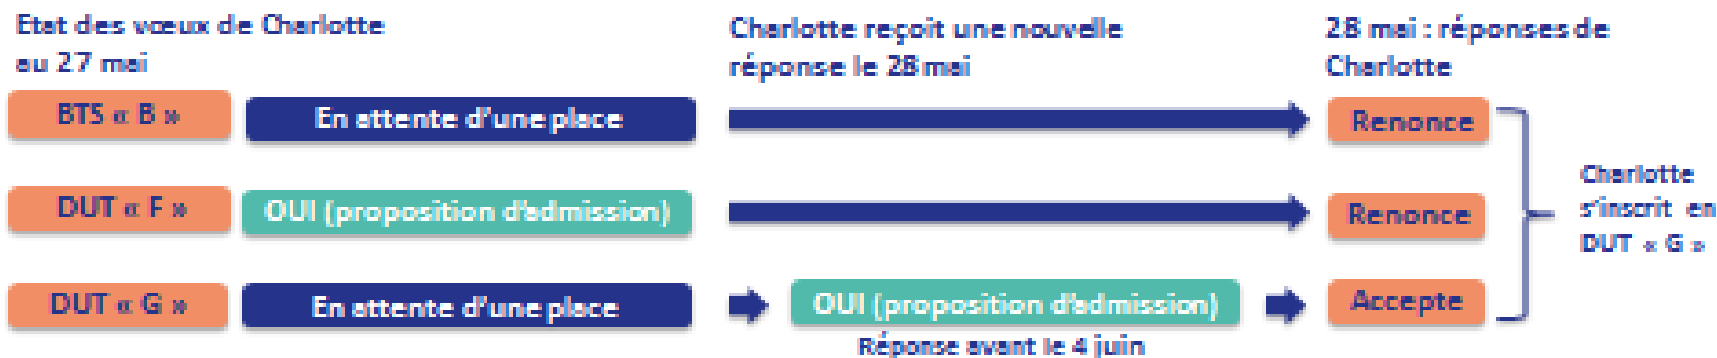 Etat des vœux de Charlotte
au 27 mai
Charlotte reçoit une nouvelle
réponse le 28 mai
28 mai : réponses de
Charlotte
BTS « B »
En attente d'une place
Renonce
DUT « F »
OUI (proposition d'admission)
Renonce
Charlotte
s'inscrit en
DUT « G »
DUT « G »
En attente d'une place
OUI (proposition d'admission)
Accepte
Réponse avant le 4 juin